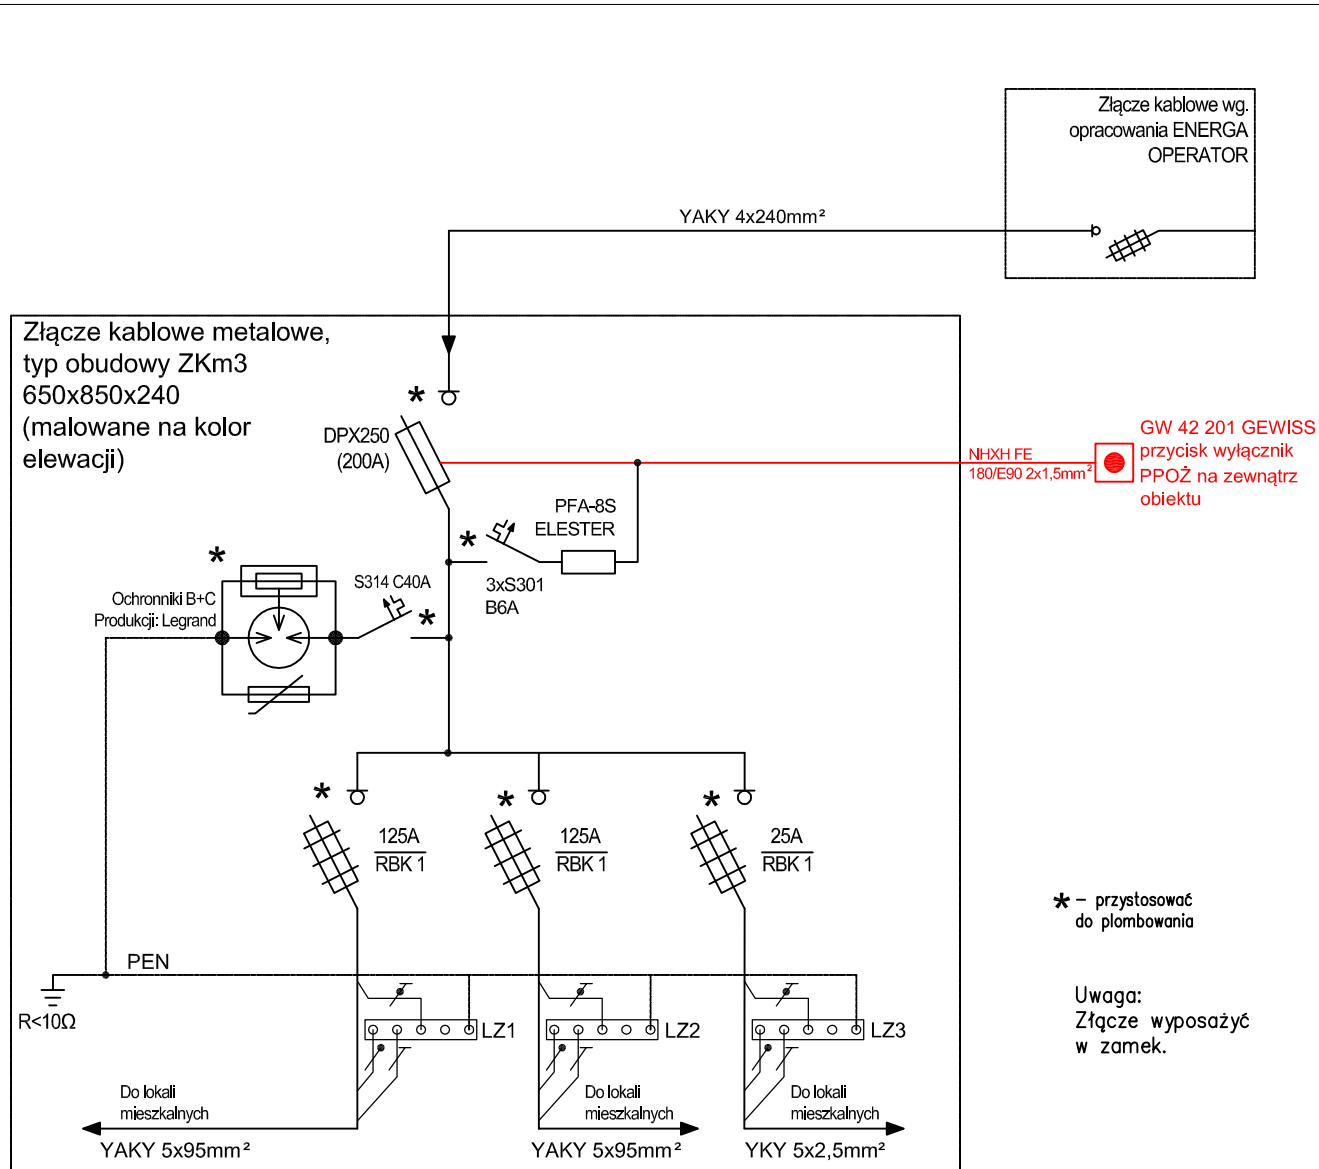 Złącze kablowe wg.
opracowania ENERGA
OPERATOR
YAKY 4x240mm²
Złącze kablowe metalowe,
typ obudowy ZKm3
650x850x240
(malowane na kolor
elewacji)
*
DPX250
(200A)
NHXH FE
180/E90 2x1,5mm²
GW 42 201 GEWISS
przycisk wyłącznik
PPOŻ na zewnątrz
obiektu
PFA-8S
ELESTER
*
3xS301
B6A
*
Ochronniki B+C
Produkcji: Legrand
S314 C40A
*
*
125A
RBK 1
*
125A
RBK 1
*
25A
RBK 1
* – przystosować
do plombowania
PEN
R<10Ω
LZ1
LZ2
LZ3
Uwaga:
Złącze wyposażyć
w zamek.
Do lokali
mieszkalnych
YAKY 5x95mm²
Do lokali
mieszkalnych
YAKY 5x95mm²
Do lokali
mieszkalnych
YKY 5x2,5mm²